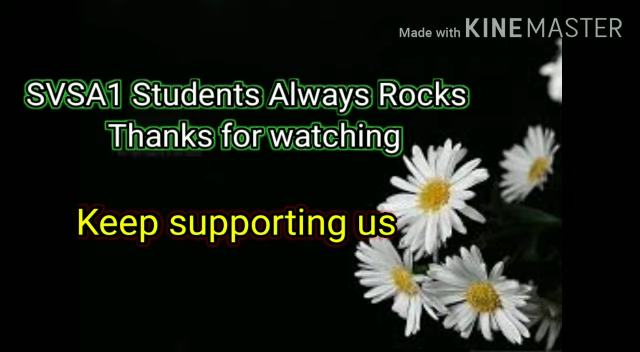 Made with KINEMASTER
SVSA1 Students Always Rocks
Thanks for watching
Keep supporting us